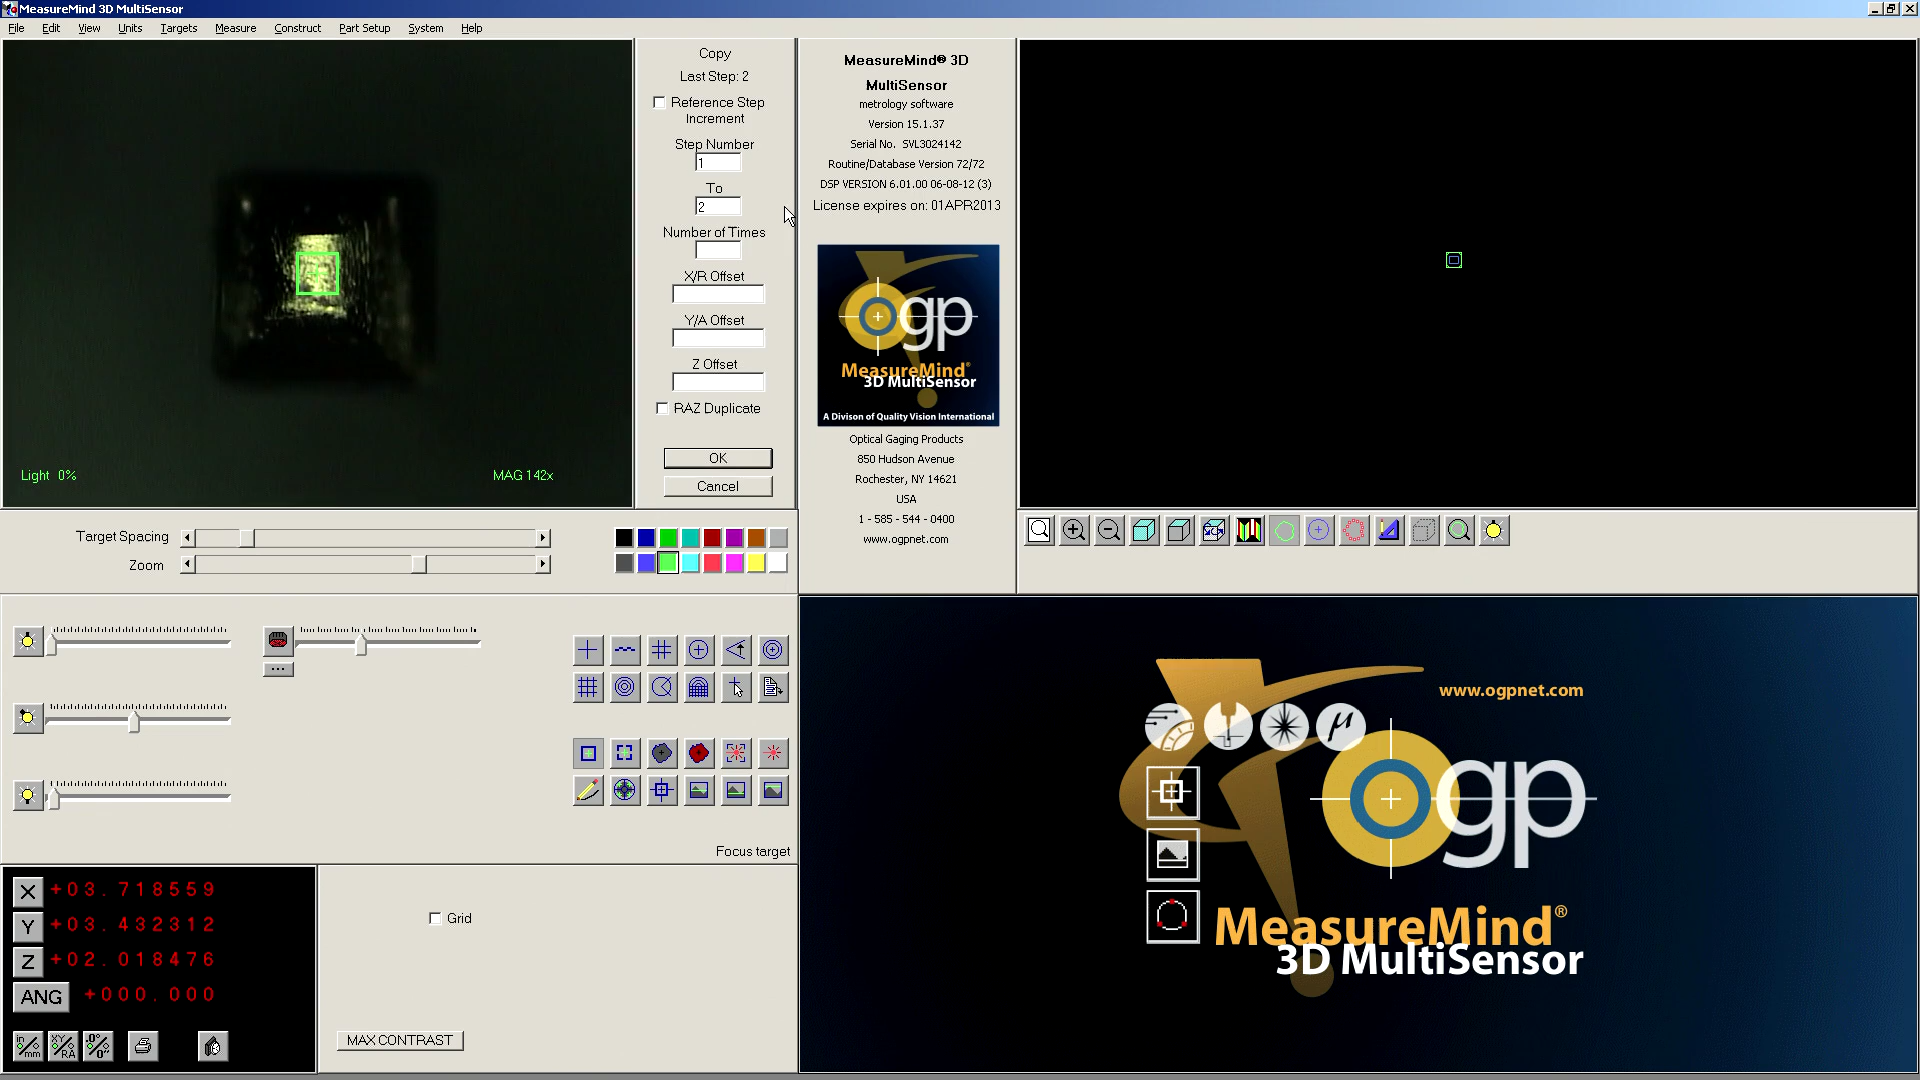 MeasureMind 3D MultiSensor
File Edit View Units Targets Measure Construct Part Setup System Help
Light 0%
MAG 142x
Copy
Last Step: 2
Reference Step
Increment
Step Number
1
To
2
Number of Times
X/R Offset
Y/A Offset
Z Offset
RAZ Duplicate
OK
Cancel
MeasureMind® 3D
MultiSensor
metrology software
Version 15.1.37
Serial No. SVL3024142
Routine/Database Version 72/72
DSP VERSION 6.01.00 06-08-12 (3)
License expires on: 01APR2013
ogp
MeasureMind®
3D MultiSensor
A Divison of Quality Vision International
Optical Gaging Products
850 Hudson Avenue
Rochester, NY 14621
USA
1 - 585 - 544 - 0400
www.ogpnet.com
Target Spacing
Zoom
...
Focus target
X +03.718559
Y +03.432312
Z +02.018476
ANG +000.000
in/mm XY/RA .0°/0"
Grid
MAX CONTRAST
www.ogpnet.com
µ
ogp
MeasureMind®
3D MultiSensor